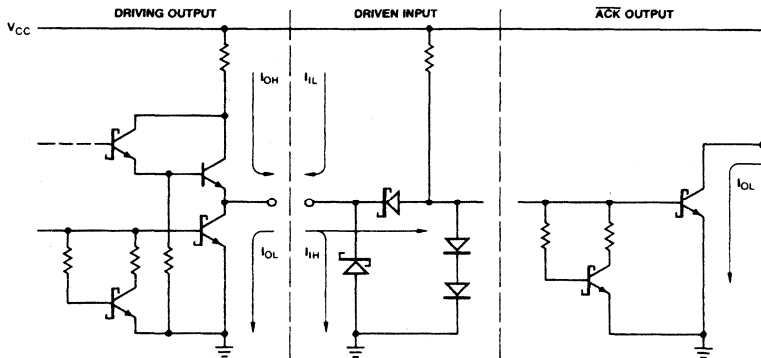 DRIVING OUTPUT
DRIVEN INPUT
ACK OUTPUT
VCC
IOH
IIL
IOL
IIH
IOL